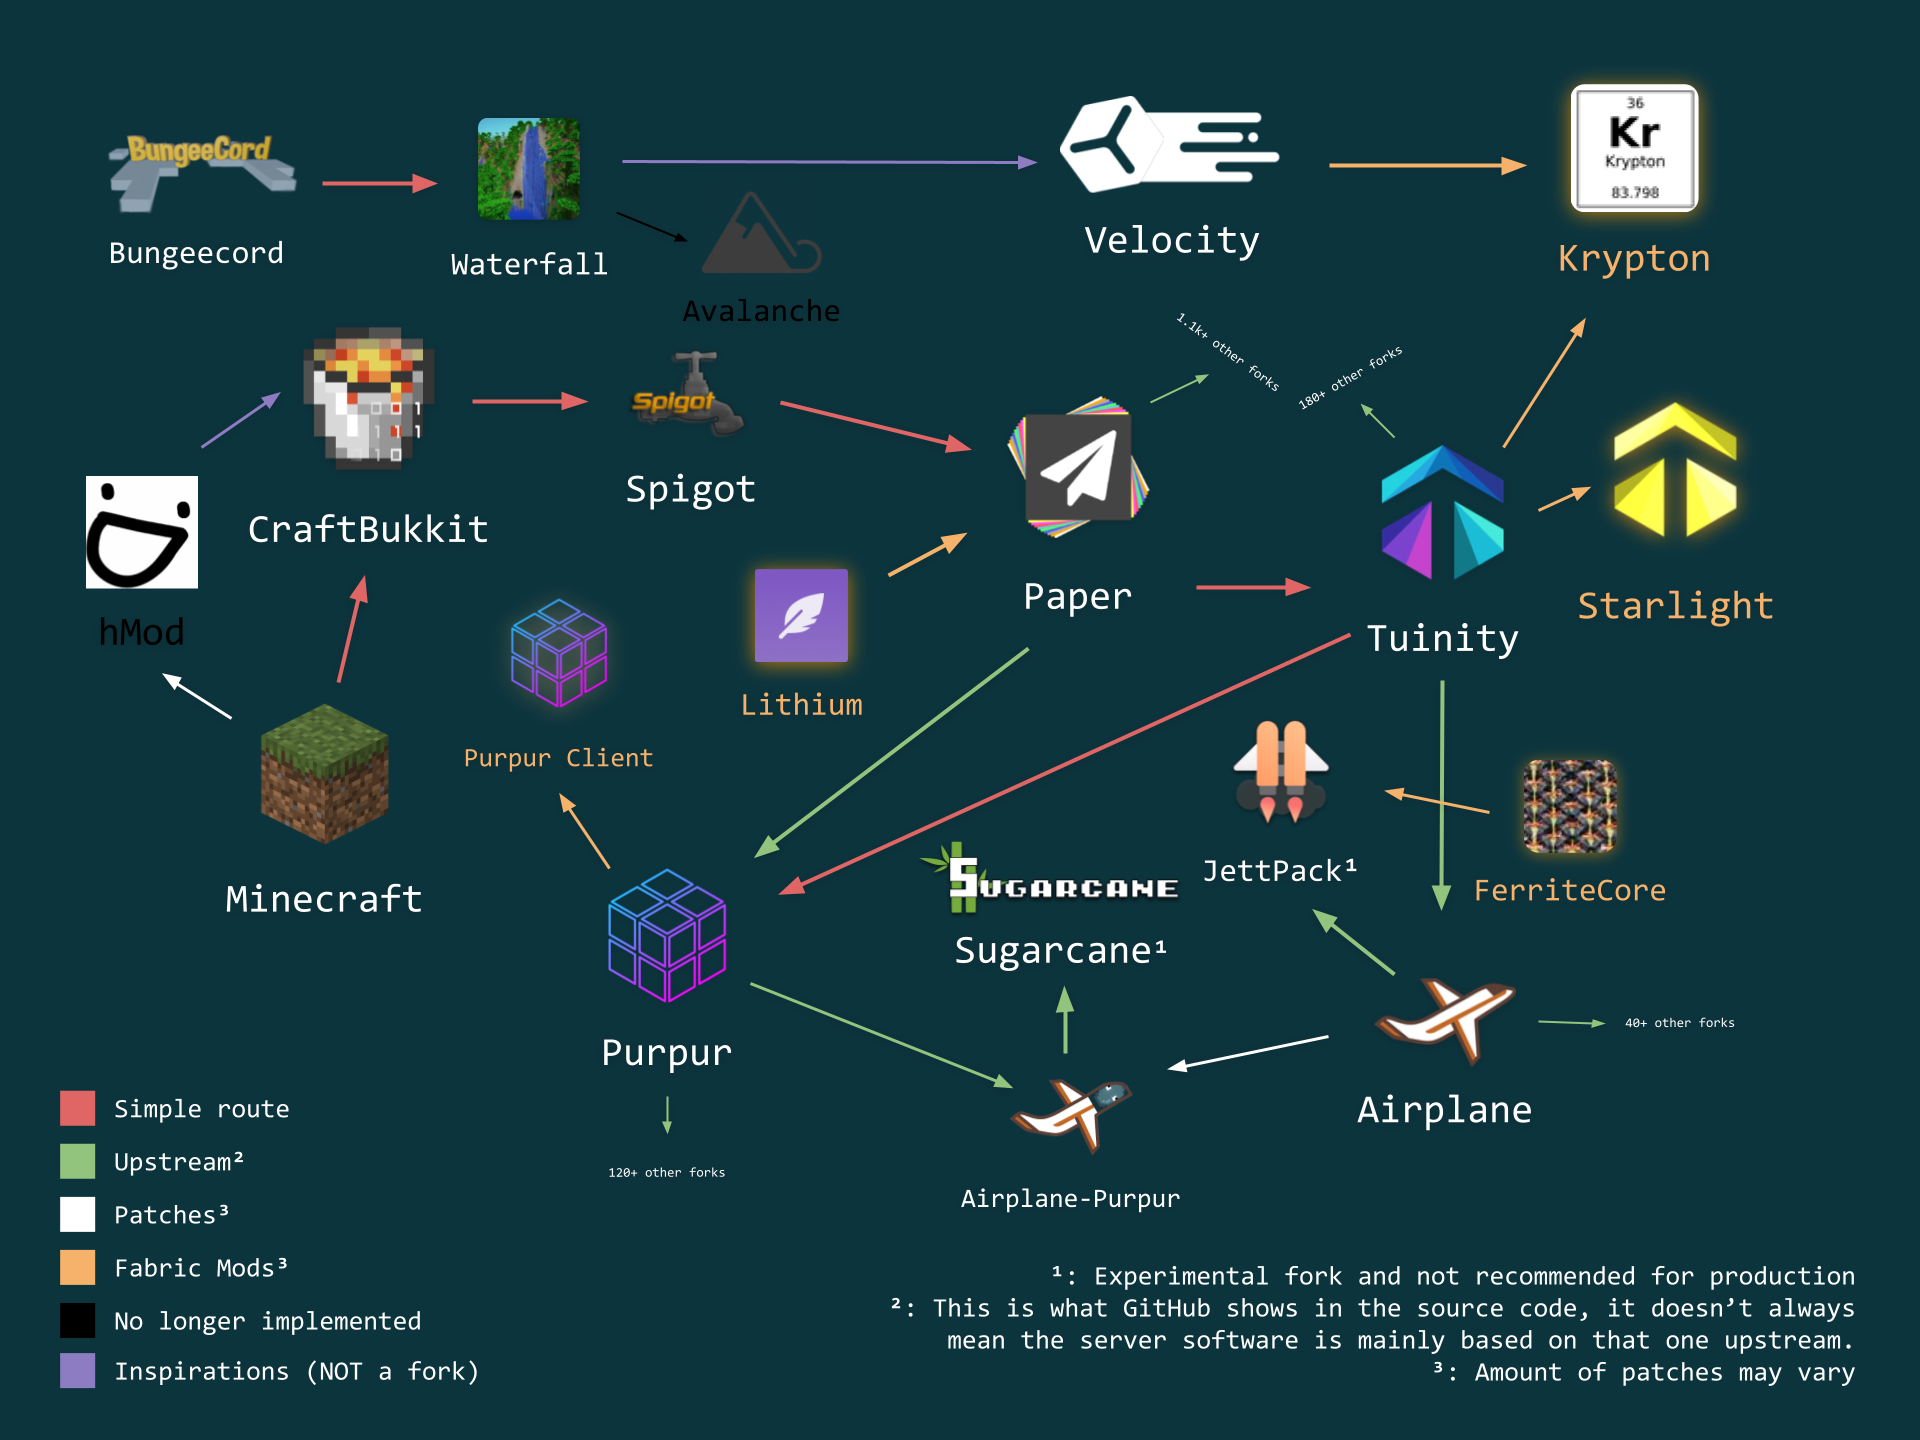 BungeeCord
Bungeecord
Waterfall
Avalanche
Velocity
36
Kr
Krypton
83.798
Krypton
hMod
CraftBukkit
Spigot
Spigot
Paper
1.1k+ other forks
180+ other forks
Tuinity
Starlight
Lithium
Purpur Client
Minecraft
JettPack¹
FerriteCore
SUGARCANE
Sugarcane¹
Purpur
120+ other forks
Airplane-Purpur
Airplane
40+ other forks
Simple route
Upstream²
Patches³
Fabric Mods³
No longer implemented
Inspirations (NOT a fork)
¹: Experimental fork and not recommended for production
²: This is what GitHub shows in the source code, it doesn’t always
mean the server software is mainly based on that one upstream.
³: Amount of patches may vary